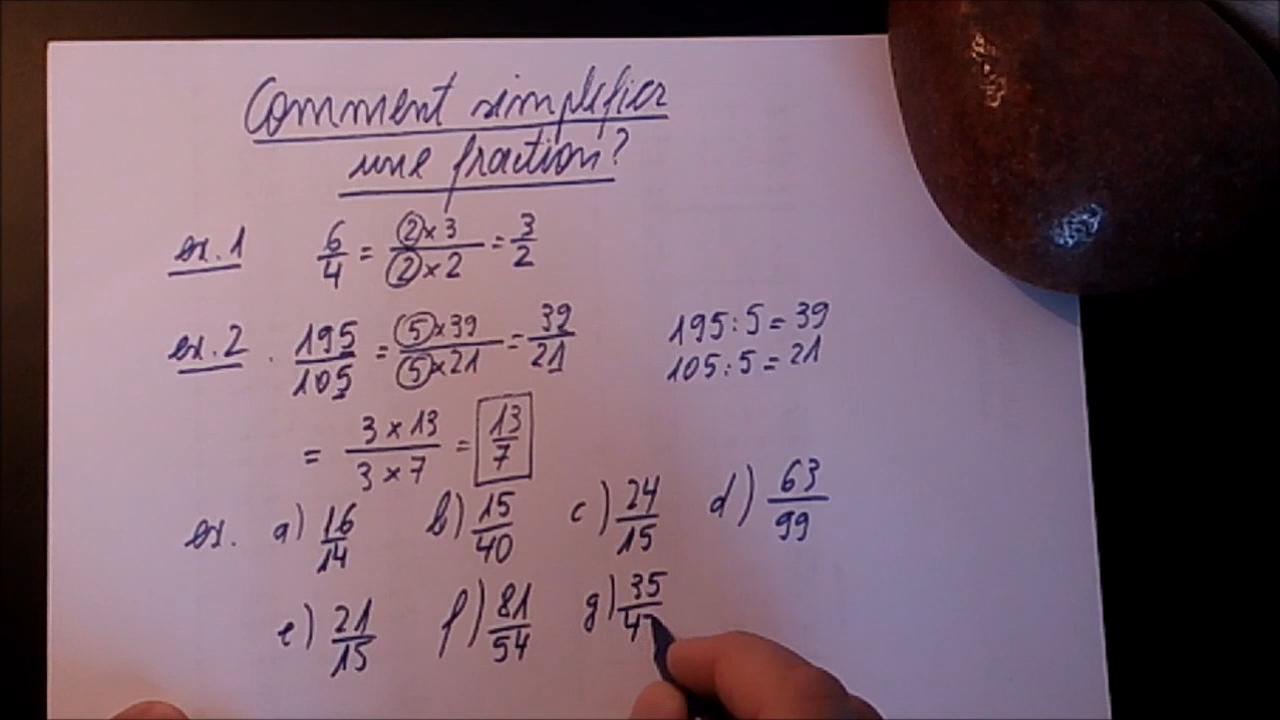 Comment simplifier
une fraction?
ex.1 6/4 = 2×3/2×2 = 3/2
ex.2 195/105 = 5×39/5×21 = 39/21
195:5=39
105:5=21
= 3×13/3×7 = 13/7
ex. a) 16/14 b) 15/40 c) 24/15 d) 63/99
e) 21/15 f) 81/54 g) 35/